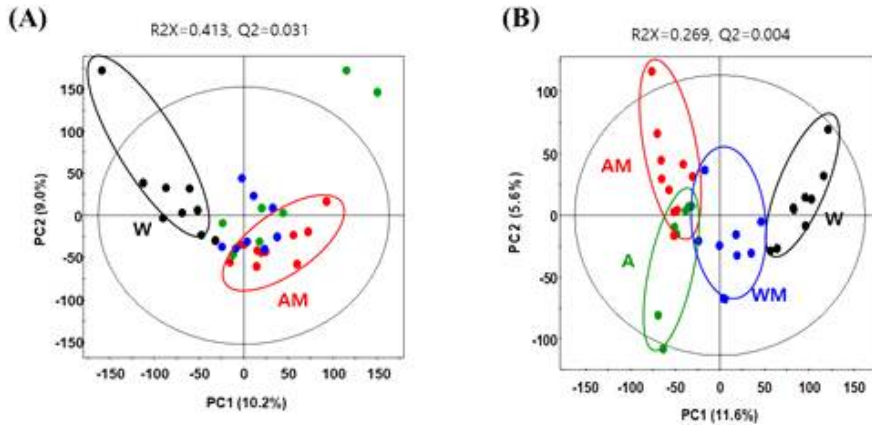 (A)
R2X=0.413, Q2=0.031
150
100
50
0
-50
-100
-150
PC2 (9.0%)
W
AM
-150
-100
-50
0
50
100
150
PC1 (10.2%)
(B)
R2X=0.269, Q2=0.004
100
50
0
-50
-100
PC2 (5.6%)
AM
A
WM
W
-150
-100
-50
0
50
100
150
PC1 (11.6%)